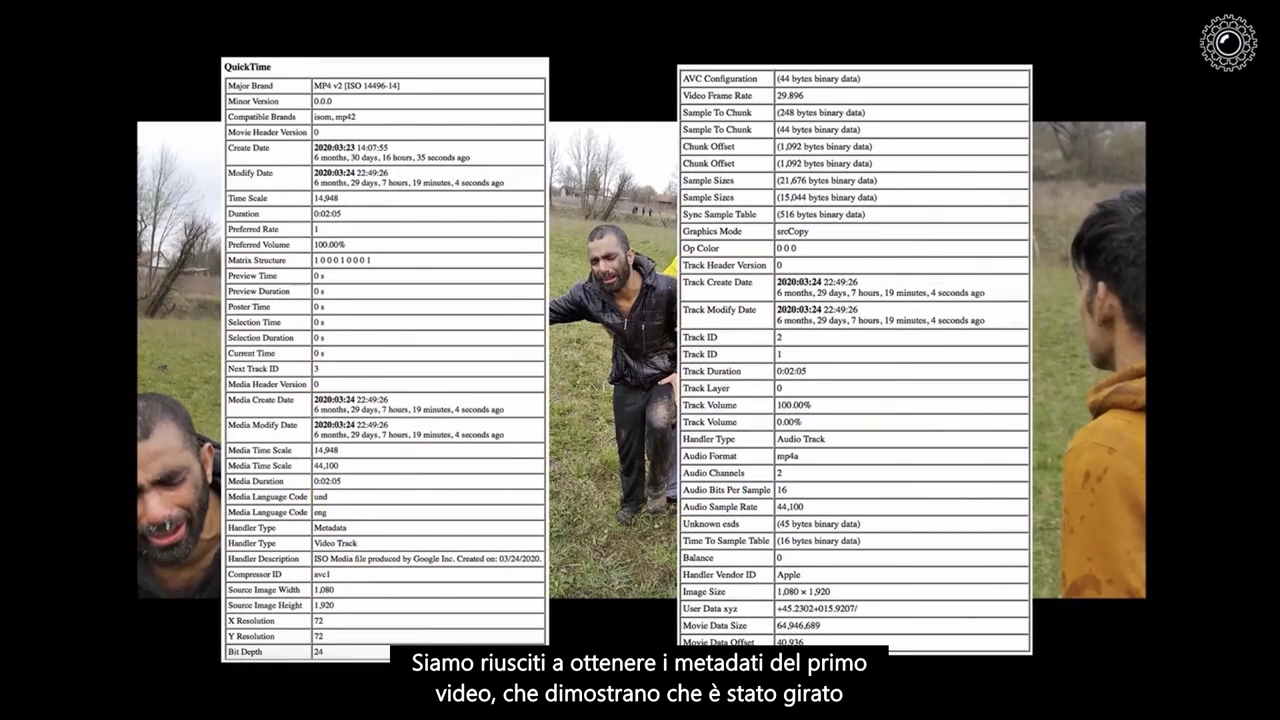 QuickTime
Major Brand MP4 v2 [ISO 14496-14]
Minor Version 0.0.0
Compatible Brands isom, mp42
Movie Header Version 0
Create Date 2020:03:23 14:07:55
6 months, 30 days, 16 hours, 35 seconds ago
Modify Date 2020:03:24 22:49:26
6 months, 29 days, 7 hours, 19 minutes, 4 seconds ago
Time Scale 14,948
Duration 0:02:05
Preferred Rate 1
Preferred Volume 100.00%
Matrix Structure 1 0 0 0 1 0 0 0 1
Preview Time 0 s
Preview Duration 0 s
Poster Time 0 s
Selection Time 0 s
Selection Duration 0 s
Current Time 0 s
Next Track ID 3
Media Header Version 0
Media Create Date 2020:03:24 22:49:26
6 months, 29 days, 7 hours, 19 minutes, 4 seconds ago
Media Modify Date 2020:03:24 22:49:26
6 months, 29 days, 7 hours, 19 minutes, 4 seconds ago
Media Time Scale 14,948
Media Time Scale 44,100
Media Duration 0:02:05
Media Language Code und
Media Language Code eng
Handler Type Metadata
Handler Type Video Track
Handler Description ISO Media file produced by Google Inc. Created on: 03/24/2020.
Compressor ID avc1
Source Image Width 1,080
Source Image Height 1,920
X Resolution 72
Y Resolution 72
Bit Depth 24
AVC Configuration (44 bytes binary data)
Video Frame Rate 29.896
Sample To Chunk (248 bytes binary data)
Sample To Chunk (44 bytes binary data)
Chunk Offset (1,092 bytes binary data)
Chunk Offset (1,092 bytes binary data)
Sample Sizes (21,676 bytes binary data)
Sample Sizes (15,044 bytes binary data)
Sync Sample Table (516 bytes binary data)
Graphics Mode srcCopy
Op Color 0 0 0
Track Header Version 0
Track Create Date 2020:03:24 22:49:26
6 months, 29 days, 7 hours, 19 minutes, 4 seconds ago
Track Modify Date 2020:03:24 22:49:26
6 months, 29 days, 7 hours, 19 minutes, 4 seconds ago
Track ID 2
Track ID 1
Track Duration 0:02:05
Track Layer 0
Track Volume 100.00%
Track Volume 0.00%
Handler Type Audio Track
Audio Format mp4a
Audio Channels 2
Audio Bits Per Sample 16
Audio Sample Rate 44,100
Unknown esds (45 bytes binary data)
Time To Sample Table (16 bytes binary data)
Balance 0
Handler Vendor ID Apple
Image Size 1,080 × 1,920
User Data xyz +45.2302+015.9207/
Movie Data Size 64,946,689
Movie Data Offset 40,936
Siamo riusciti a ottenere i metadati del primo
video, che dimostrano che è stato girato